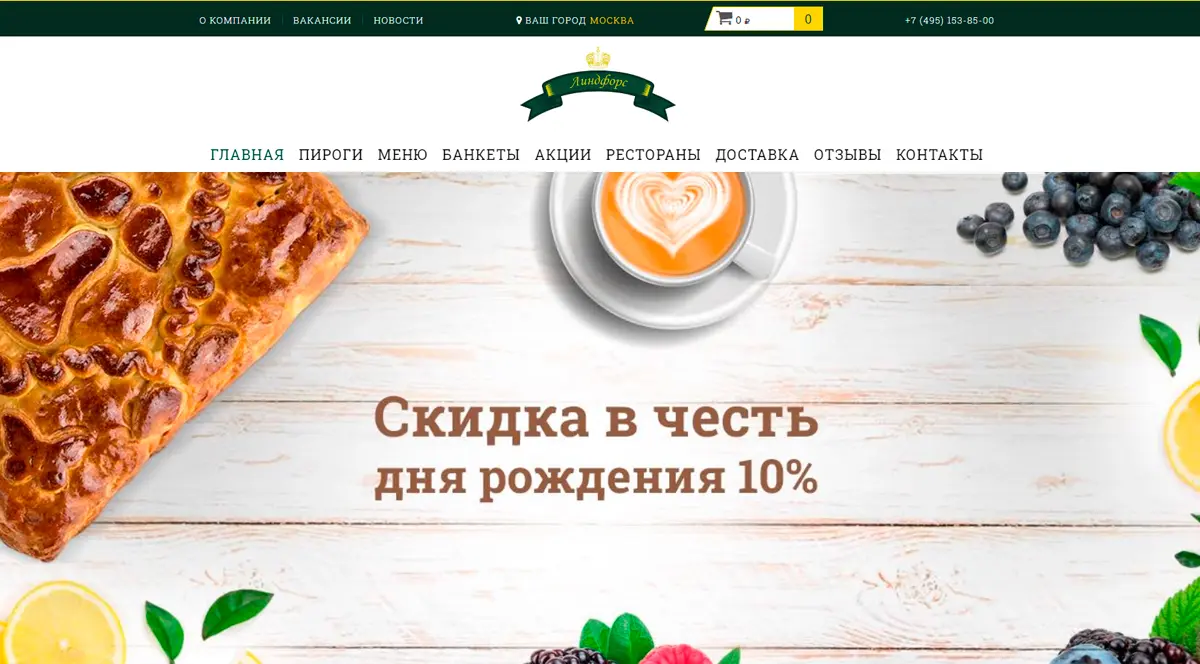 О КОМПАНИИ ВАКАНСИИ НОВОСТИ ВАШ ГОРОД МОСКВА 0 ₽ 0 +7 (495) 153-85-00
Линдфорс
ГЛАВНАЯ ПИРОГИ МЕНЮ БАНКЕТЫ АКЦИИ РЕСТОРАНЫ ДОСТАВКА ОТЗЫВЫ КОНТАКТЫ
Скидка в честь
дня рождения 10%